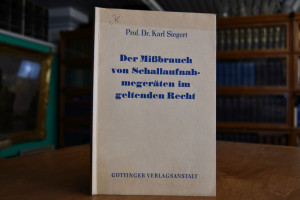 Prof. Dr. Karl Siegert
Der Mißbrauch
von Schallaufnah-
megeräten im
geltenden Recht
GÖTTINGER VERLAGSANSTALT